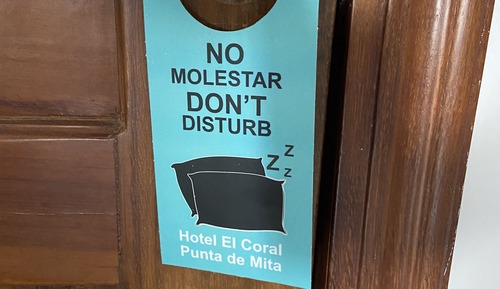 NO
MOLESTAR
DON'T
DISTURB
Z Z Z
Hotel El Coral
Punta de Mita